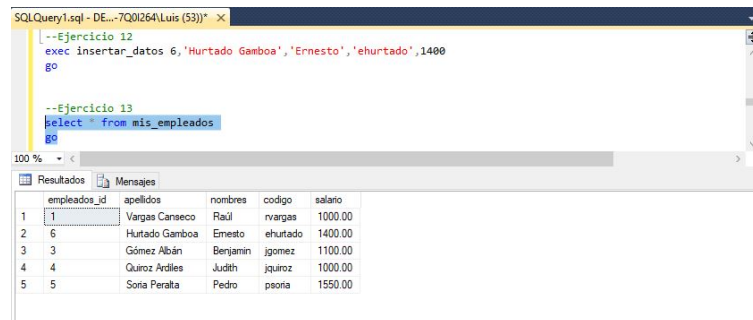 SQLQuery1.sql - DE...-7Q0I264\Luis (53))* ×
--Ejercicio 12
exec insertar_datos 6,'Hurtado Gamboa','Ernesto','ehurtado',1400
go
--Ejercicio 13
select * from mis_empleados
go
100 %
Resultados Mensajes
empleados_id apellidos nombres codigo salario
1 1 Vargas Canseco Raúl rvargas 1000.00
2 6 Hurtado Gamboa Ernesto ehurtado 1400.00
3 3 Gómez Albán Benjamin jgomez 1100.00
4 4 Quiroz Ardiles Judith jquiroz 1000.00
5 5 Soria Peralta Pedro psoria 1550.00